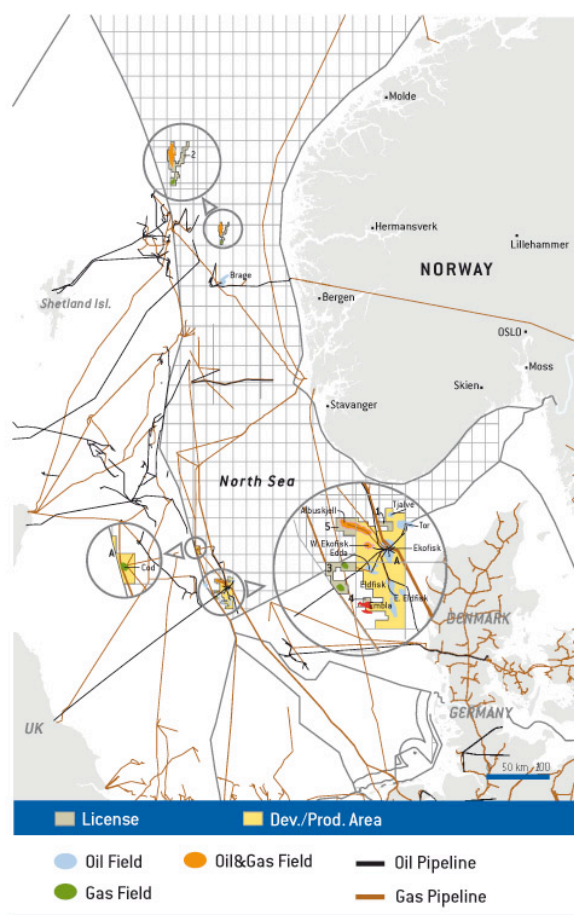 Molde
2
Hermansverk
Lillehammer
NORWAY
Brage
Shetland Isl.
Bergen
OSLO
Moss
Skien
Stavanger
North Sea
Albuskjell
1
Tjalve
5
Tor
W. Ekofisk
Ekofisk
Edda
A
A
Cod
3
Eldfisk
4
E. Eldfisk
DENMARK
GERMANY
UK
50 km
License
Dev./Prod. Area
Oil Field
Oil&Gas Field
Oil Pipeline
Gas Field
Gas Pipeline